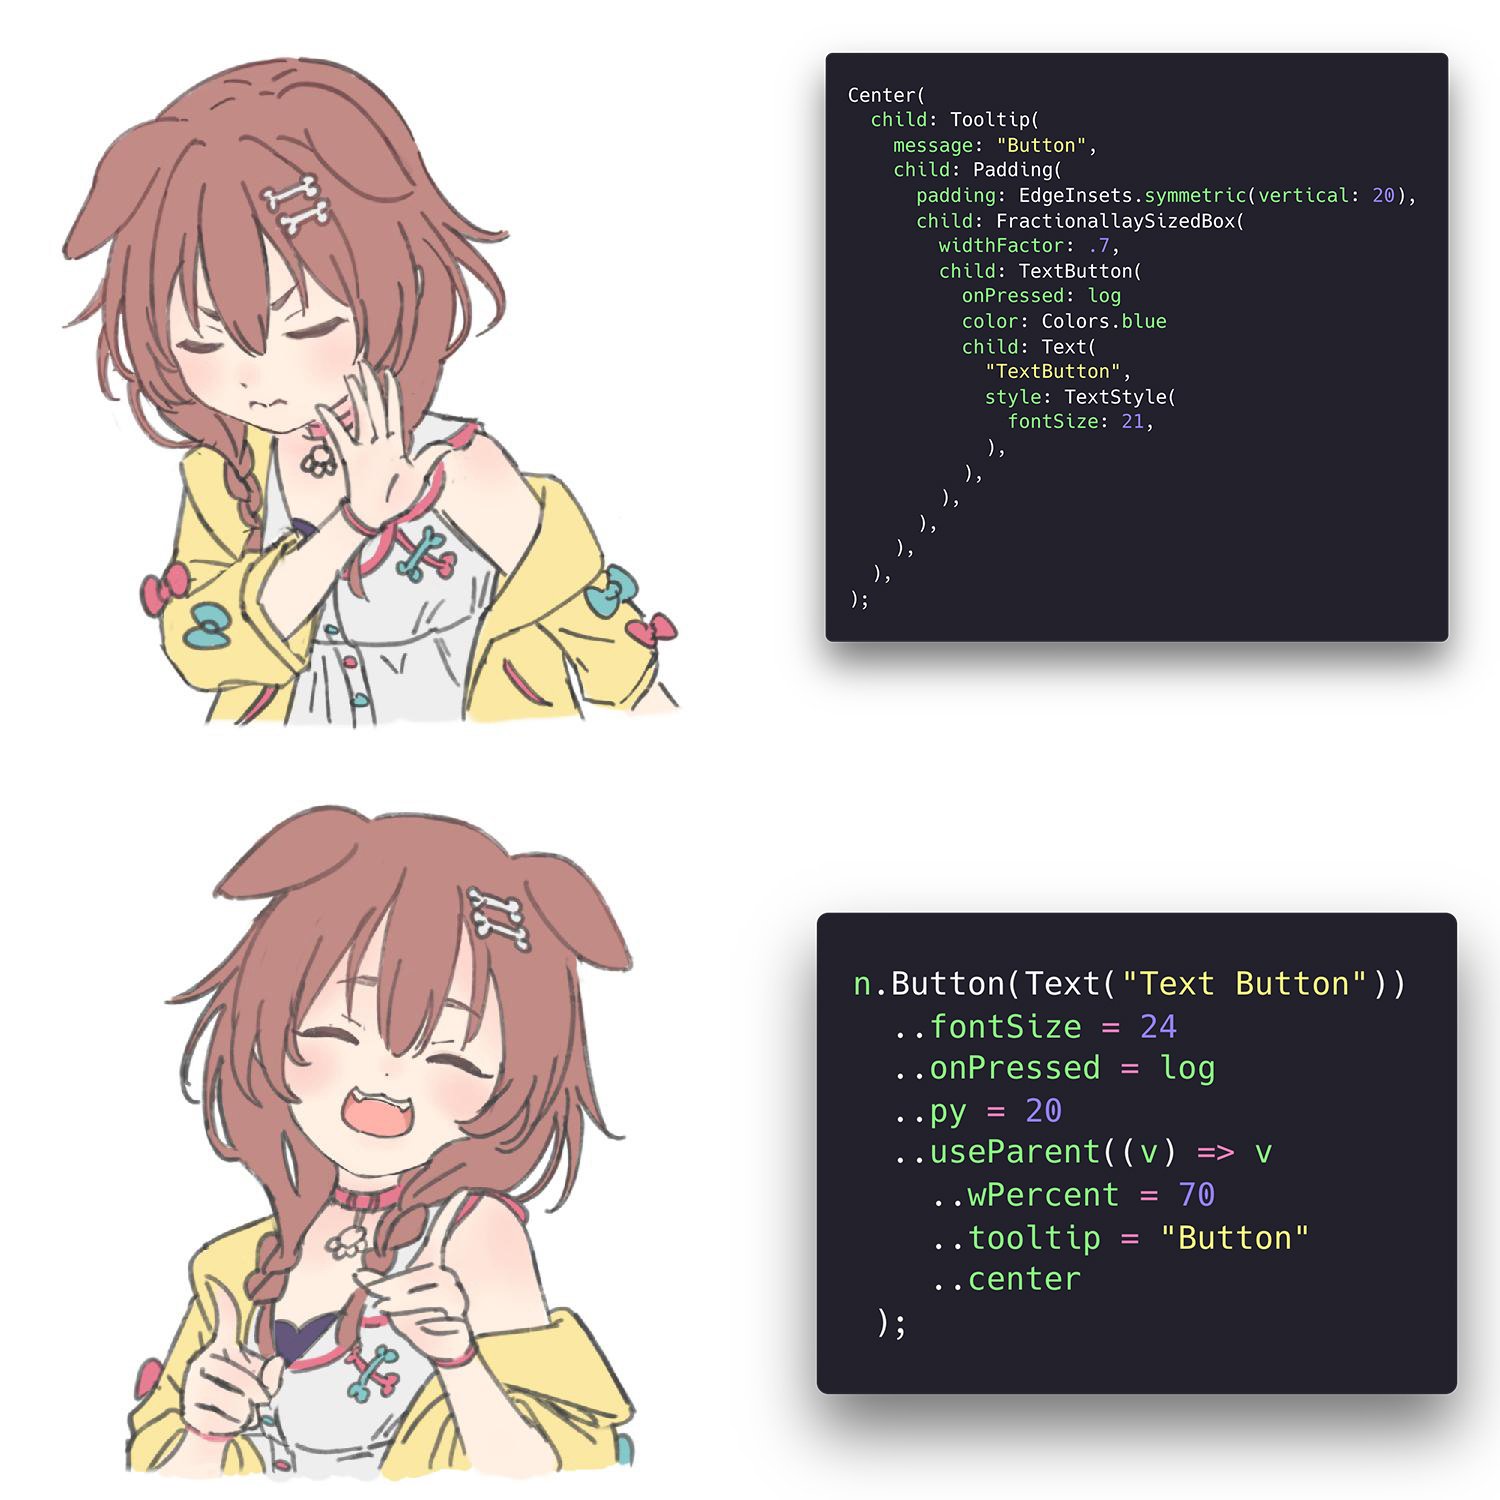 Center(
  child: Tooltip(
    message: "Button",
    child: Padding(
      padding: EdgeInsets.symmetric(vertical: 20),
      child: FractionallaySizedBox(
        widthFactor: .7,
        child: TextButton(
          onPressed: log
          color: Colors.blue
          child: Text(
            "TextButton",
            style: TextStyle(
              fontSize: 21,
            ),
          ),
        ),
      ),
    ),
  ),
);
n.Button(Text("Text Button"))
  ..fontSize = 24
  ..onPressed = log
  ..py = 20
  ..useParent((v) => v
    ..wPercent = 70
    ..tooltip = "Button"
    ..center
 );